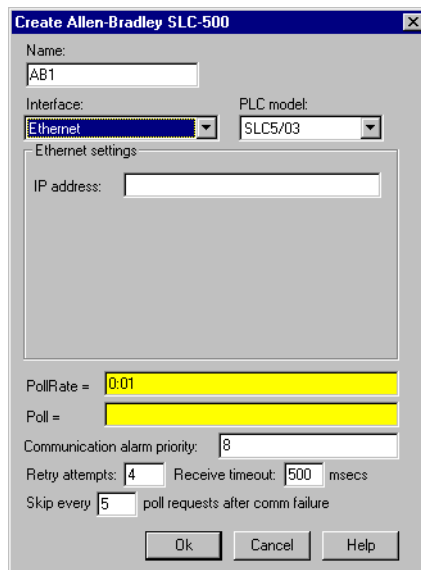 Create Allen-Bradley SLC-500
Name:
AB1
Interface: PLC model:
Ethernet SLC5/03
Ethernet settings
IP address:
PollRate = 0:01
Poll =
Communication alarm priority: 8
Retry attempts: 4 Receive timeout: 500 msecs
Skip every 5 poll requests after comm failure
Ok Cancel Help